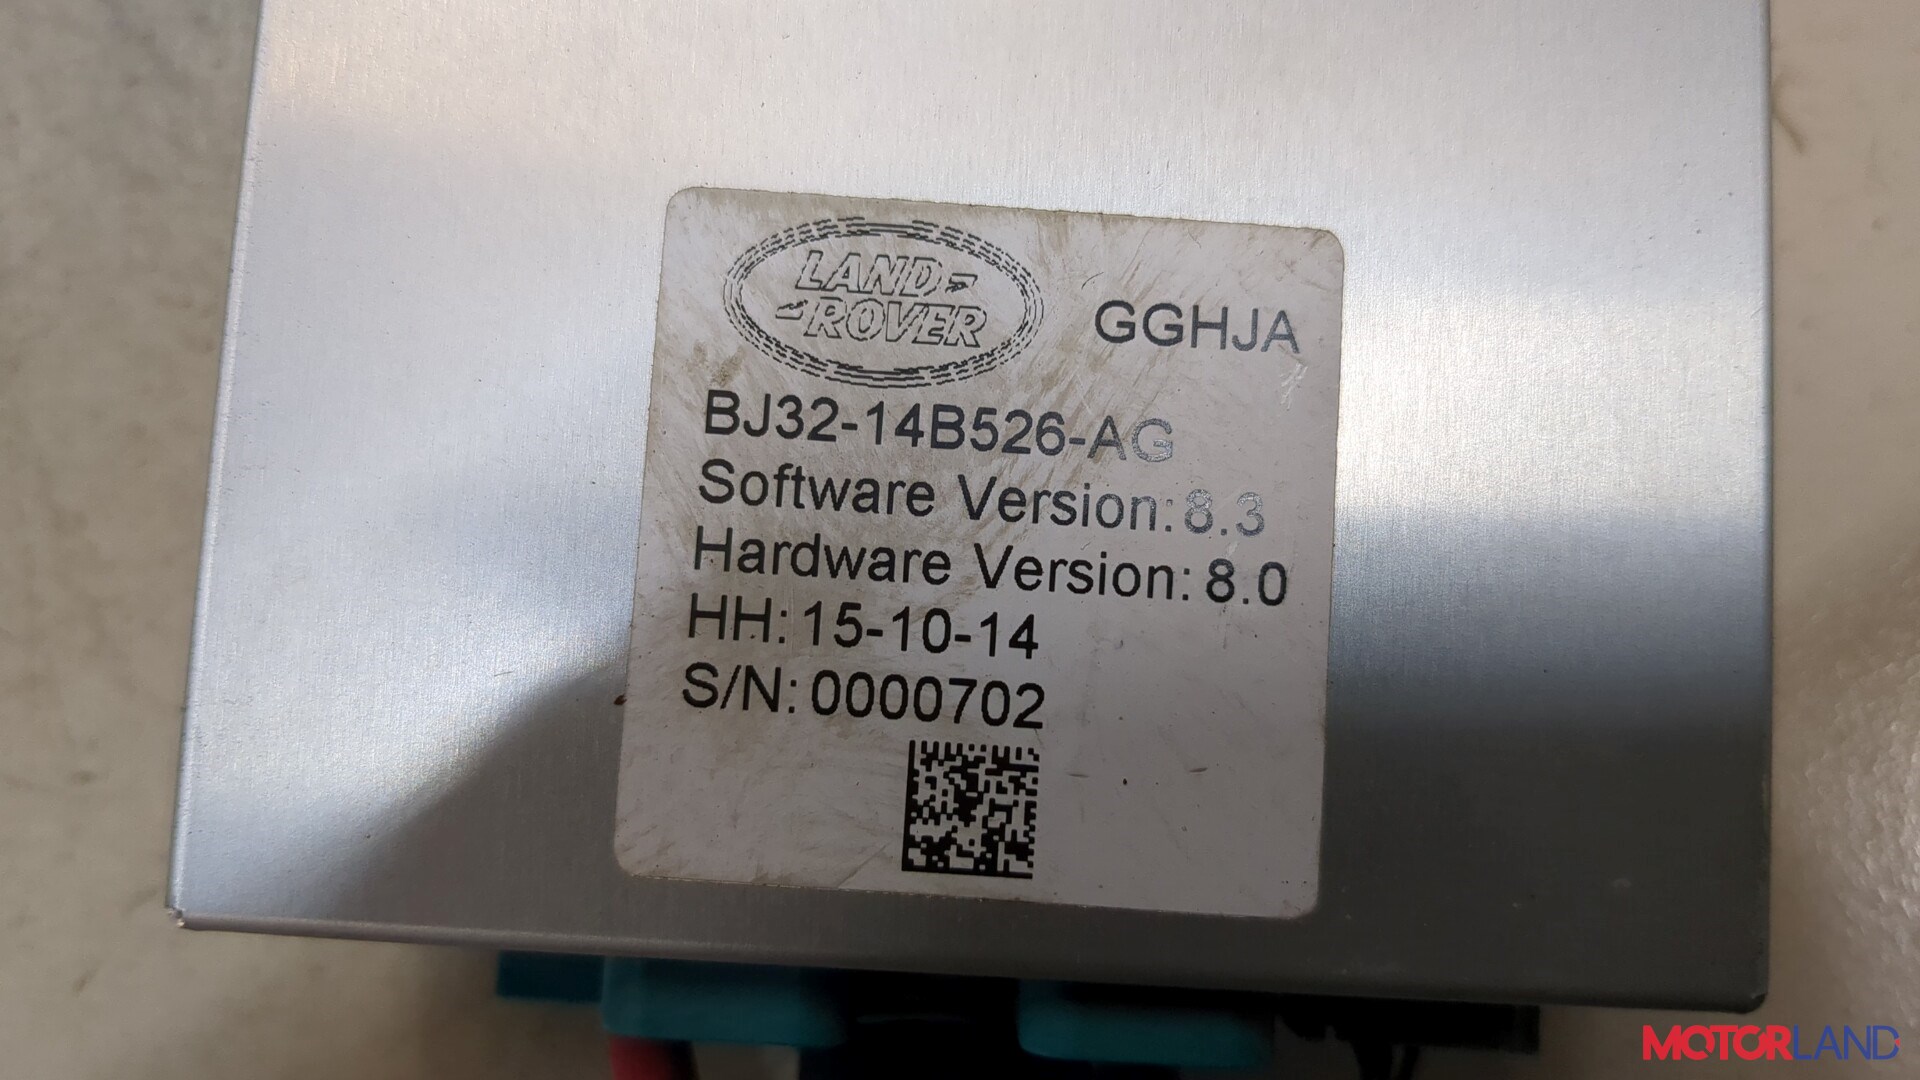 LAND
ROVER
GGHJA
BJ32-14B526-AG
Software Version: 8.3
Hardware Version: 8.0
HH: 15-10-14
S/N: 0000702
MOTORLAND